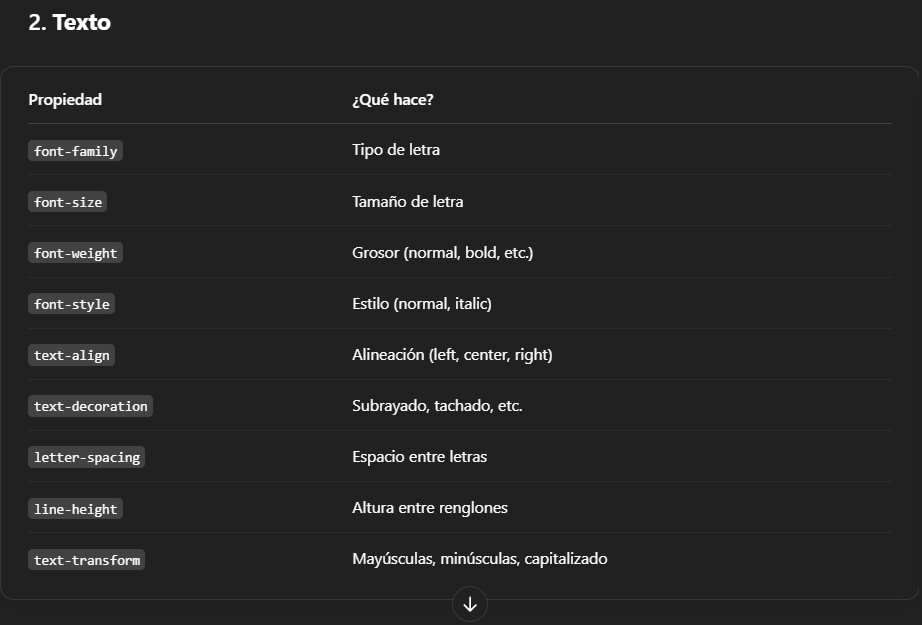 2. Texto
Propiedad ¿Qué hace?
font-family Tipo de letra
font-size Tamaño de letra
font-weight Grosor (normal, bold, etc.)
font-style Estilo (normal, italic)
text-align Alineación (left, center, right)
text-decoration Subrayado, tachado, etc.
letter-spacing Espacio entre letras
line-height Altura entre renglones
text-transform Mayúsculas, minúsculas, capitalizado